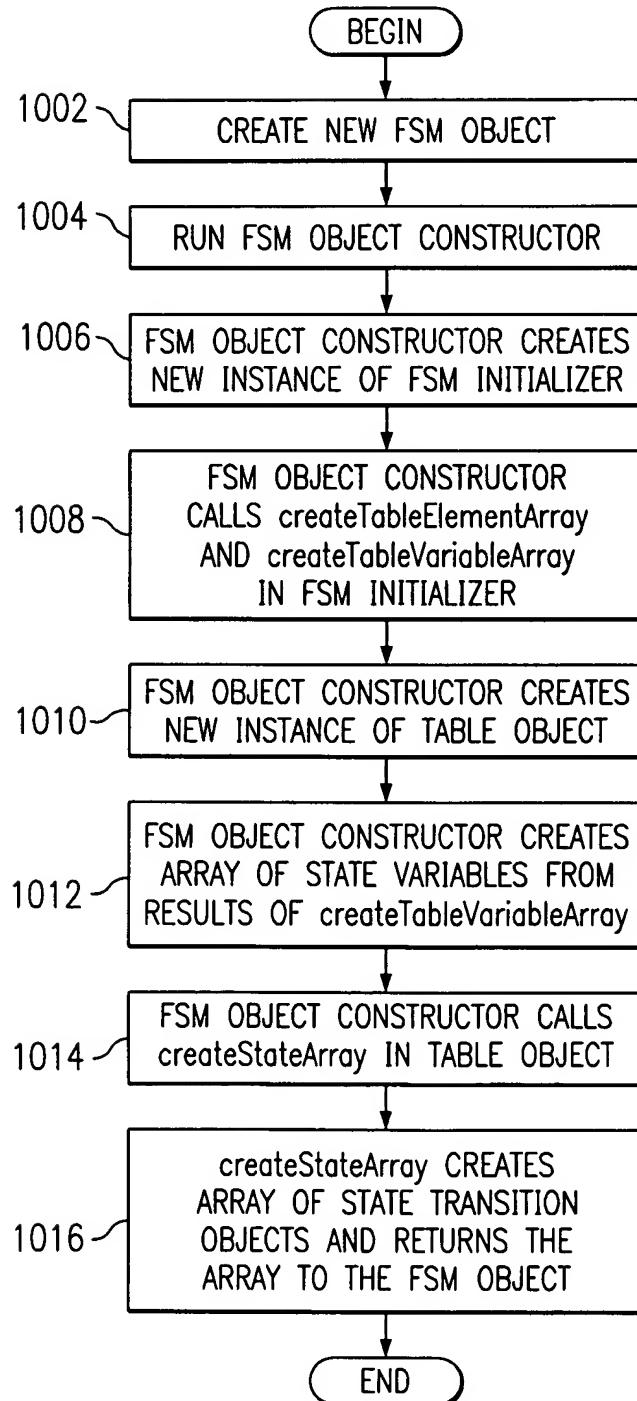 BEGIN
1002
CREATE NEW FSM OBJECT
1004
RUN FSM OBJECT CONSTRUCTOR
1006
FSM OBJECT CONSTRUCTOR CREATES
NEW INSTANCE OF FSM INITIALIZER
1008
FSM OBJECT CONSTRUCTOR
CALLS createTableElementArray
AND createTableVariableArray
IN FSM INITIALIZER
1010
FSM OBJECT CONSTRUCTOR CREATES
NEW INSTANCE OF TABLE OBJECT
1012
FSM OBJECT CONSTRUCTOR CREATES
ARRAY OF STATE VARIABLES FROM
RESULTS OF createTableVariableArray
1014
FSM OBJECT CONSTRUCTOR CALLS
createStateArray IN TABLE OBJECT
1016
createStateArray CREATES
ARRAY OF STATE TRANSITION
OBJECTS AND RETURNS THE
ARRAY TO THE FSM OBJECT
END